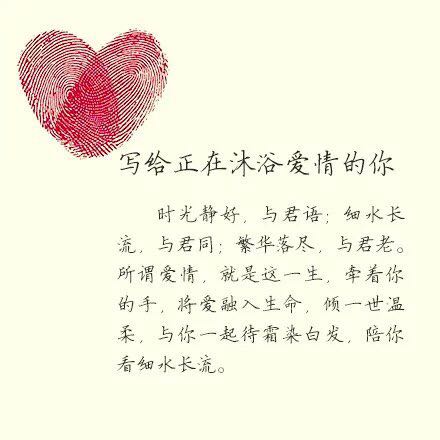 写给正在沐浴爱情的你
时光静好，与君语；细水长
流，与君同；繁华落尽，与君老。
所谓爱情，就是这一生，牵着你
的手，将爱融入生命，倾一世温
柔，与你一起待霜染白发，陪你
看细水长流。